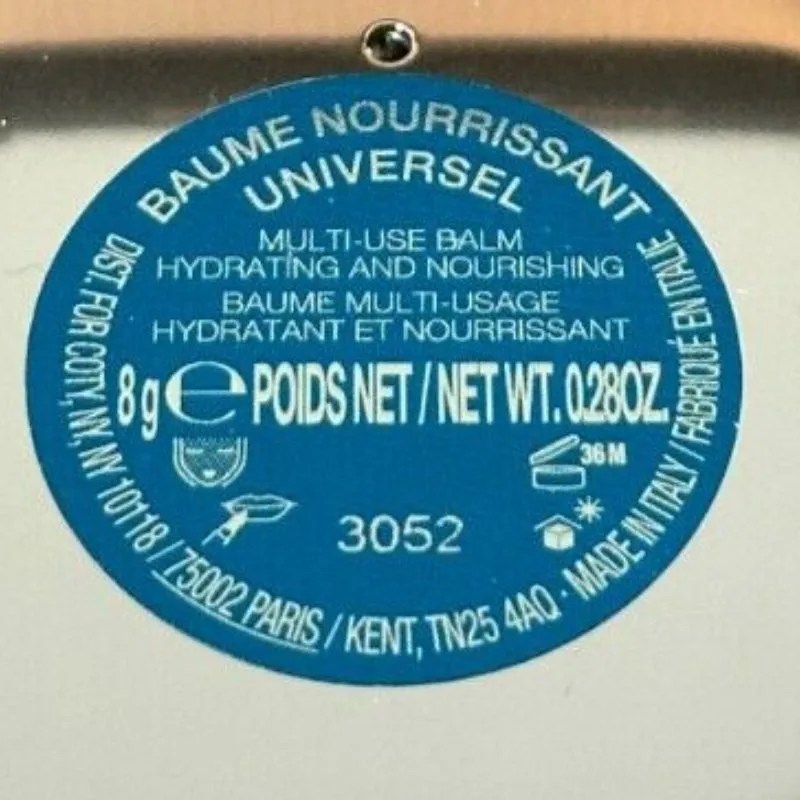 BAUME NOURRISSANT
UNIVERSEL
MULTI-USE BALM
HYDRATING AND NOURISHING
BAUME MULTI-USAGE
HYDRATANT ET NOURRISSANT
8 g e POIDS NET / NET WT. 0.28OZ.
36 M
3052
DIST. FOR COTY, NY, NY 10118 / 75002 PARIS / KENT, TN25 4AQ · MADE IN ITALY / FABRIQUÉ EN ITALIE